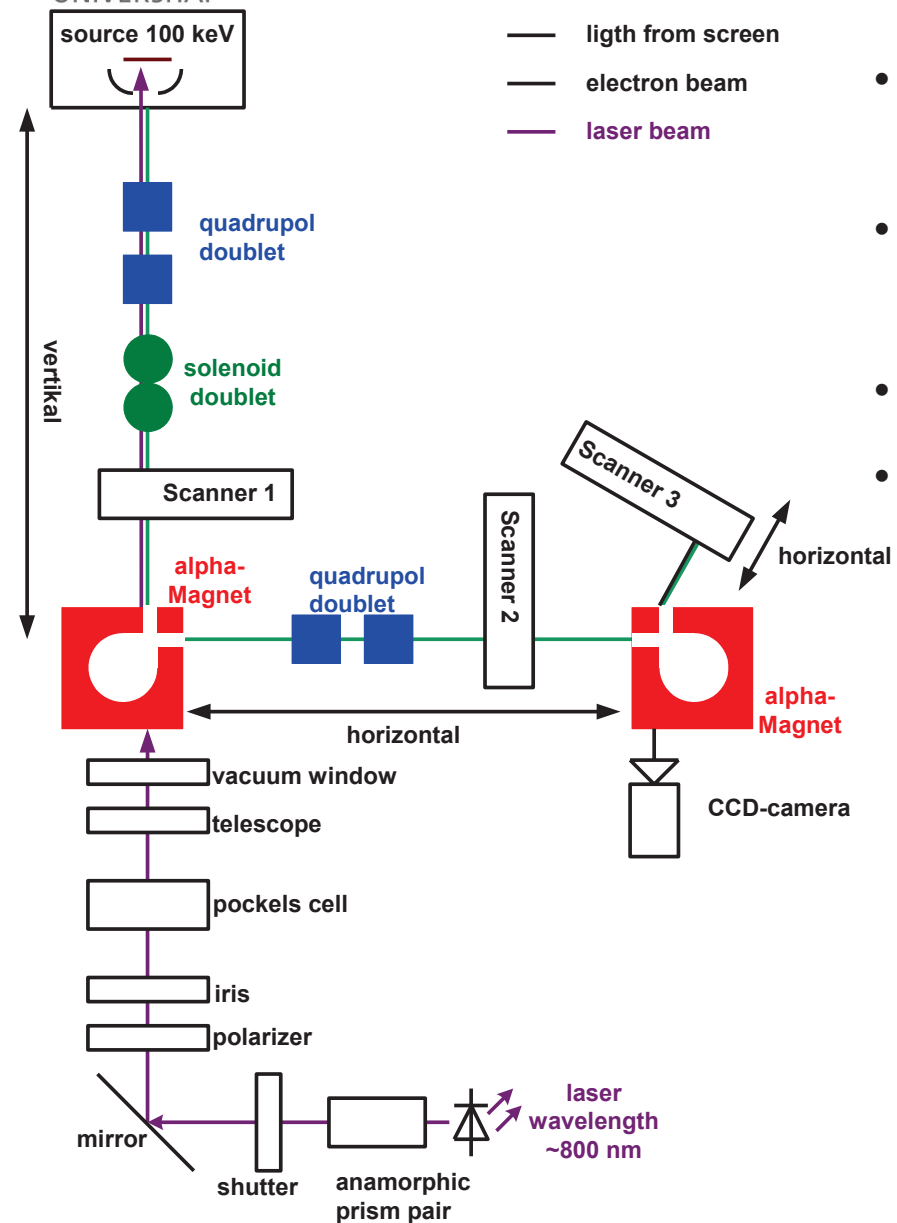 source 100 keV
ligth from screen
electron beam
laser beam
quadrupol
doublet
vertikal
solenoid
doublet
Scanner 1
Scanner 2
Scanner 3
horizontal
alpha-
Magnet
quadrupol
doublet
alpha-
Magnet
horizontal
vacuum window
telescope
CCD-camera
pockels cell
iris
polarizer
mirror
shutter
anamorphic
prism pair
laser
wavelength
~800 nm